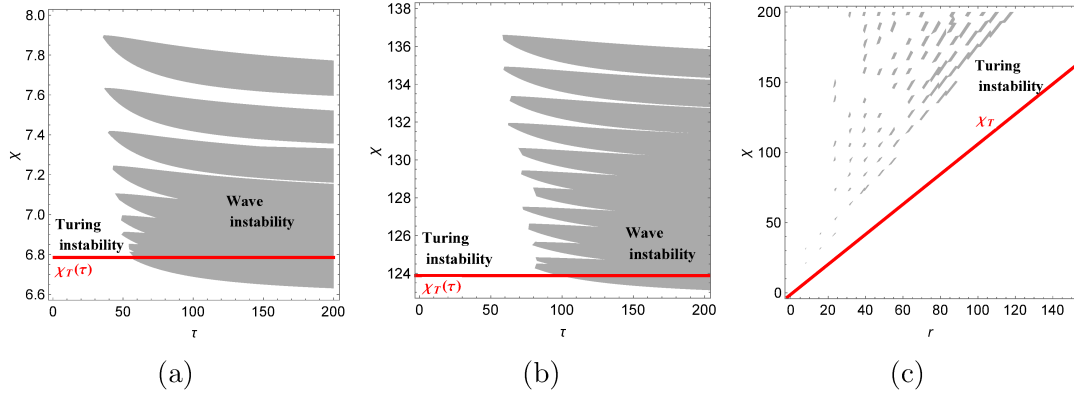 8.0
7.8
7.6
7.4
7.2
7.0
6.8
6.6
χ
0
50
100
150
200
τ
Turing
instability
Wave
instability
χT(τ)
(a)
138
136
134
132
130
128
126
124
χ
0
50
100
150
200
τ
Turing
instability
Wave
instability
χT(τ)
(b)
200
150
100
50
0
χ
0
20
40
60
80
100
120
140
r
Turing
instability
χT
(c)